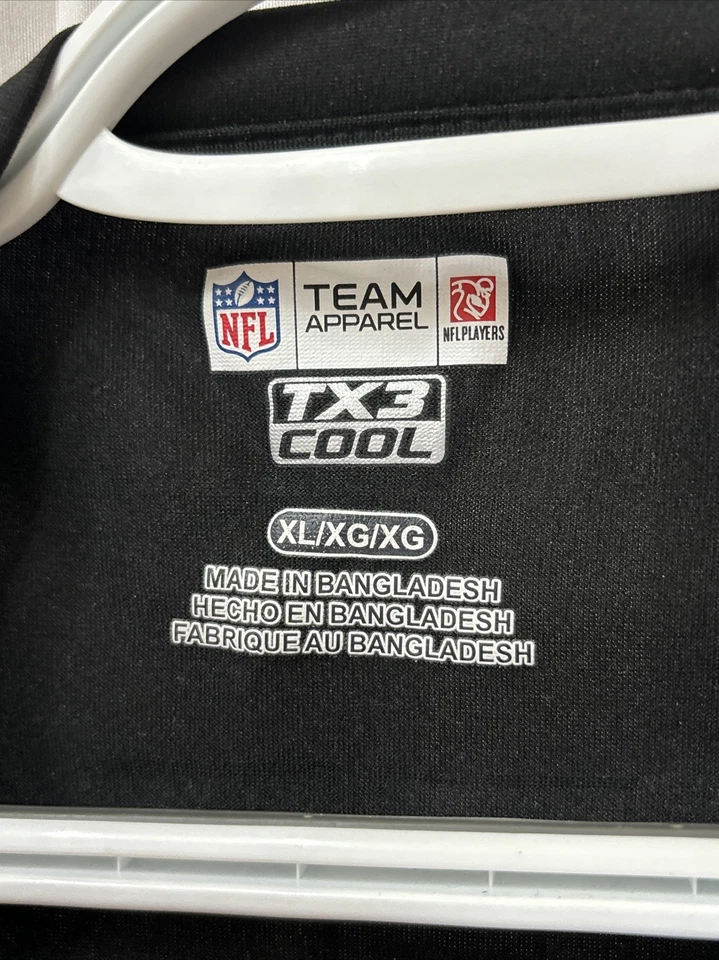 NFL
TEAM
APPAREL
NFLPLAYERS
TX3
COOL
XL/XG/XG
MADE IN BANGLADESH
HECHO EN BANGLADESH
FABRIQUE AU BANGLADESH